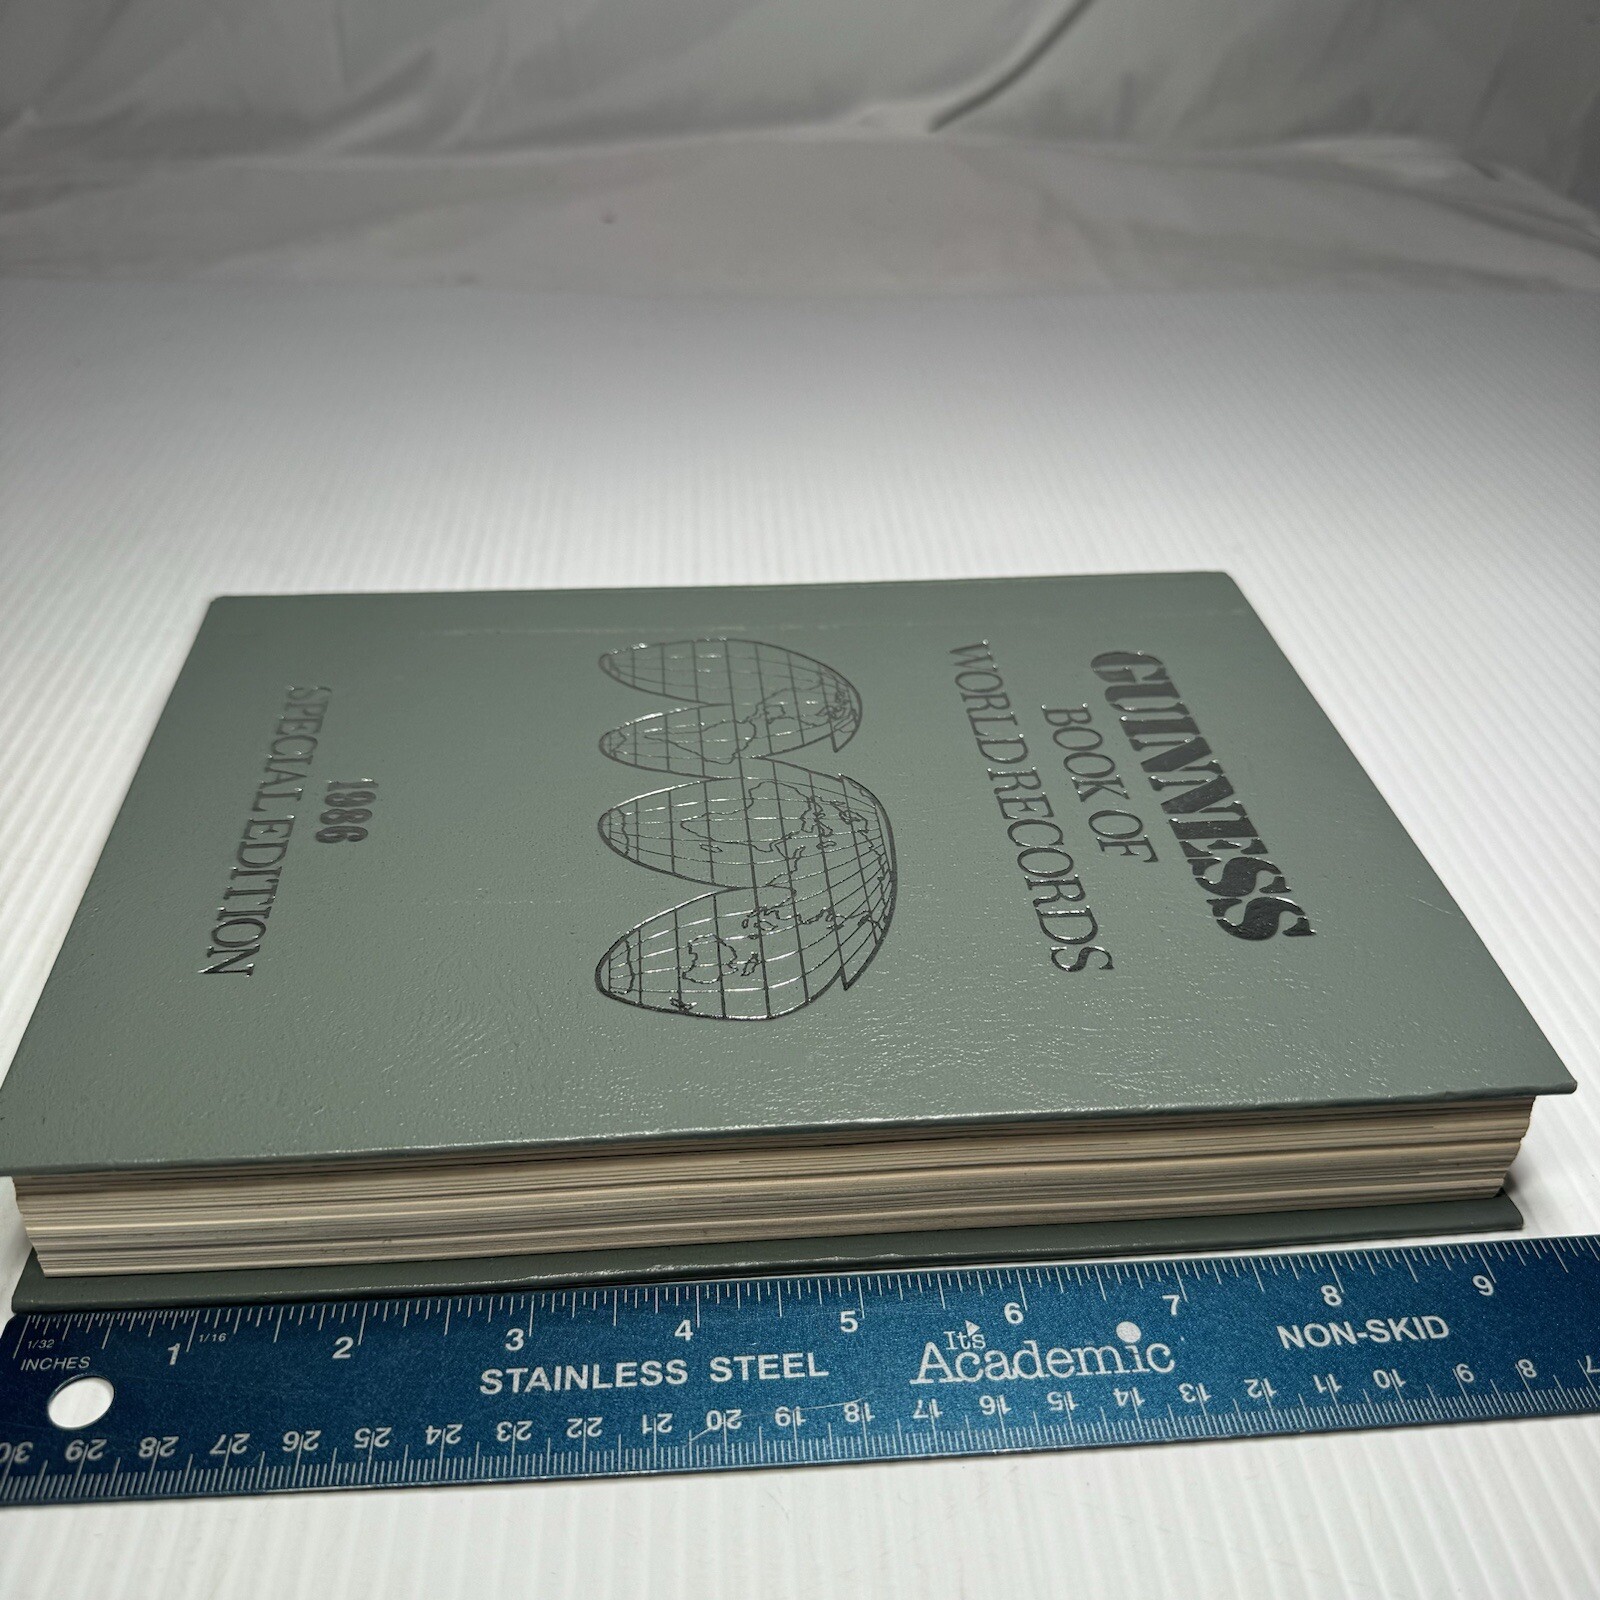 GUINNESS
BOOK OF
WORLD RECORDS
1986
SPECIAL EDITION
1 2 3 4 5 6 7 8 9
1/32 1/16
INCHES
STAINLESS STEEL
It's
Academic
NON-SKID
30 29 28 27 26 25 24 23 22 21 20 19 18 17 16 15 14 13 12 11 10 9 8 7